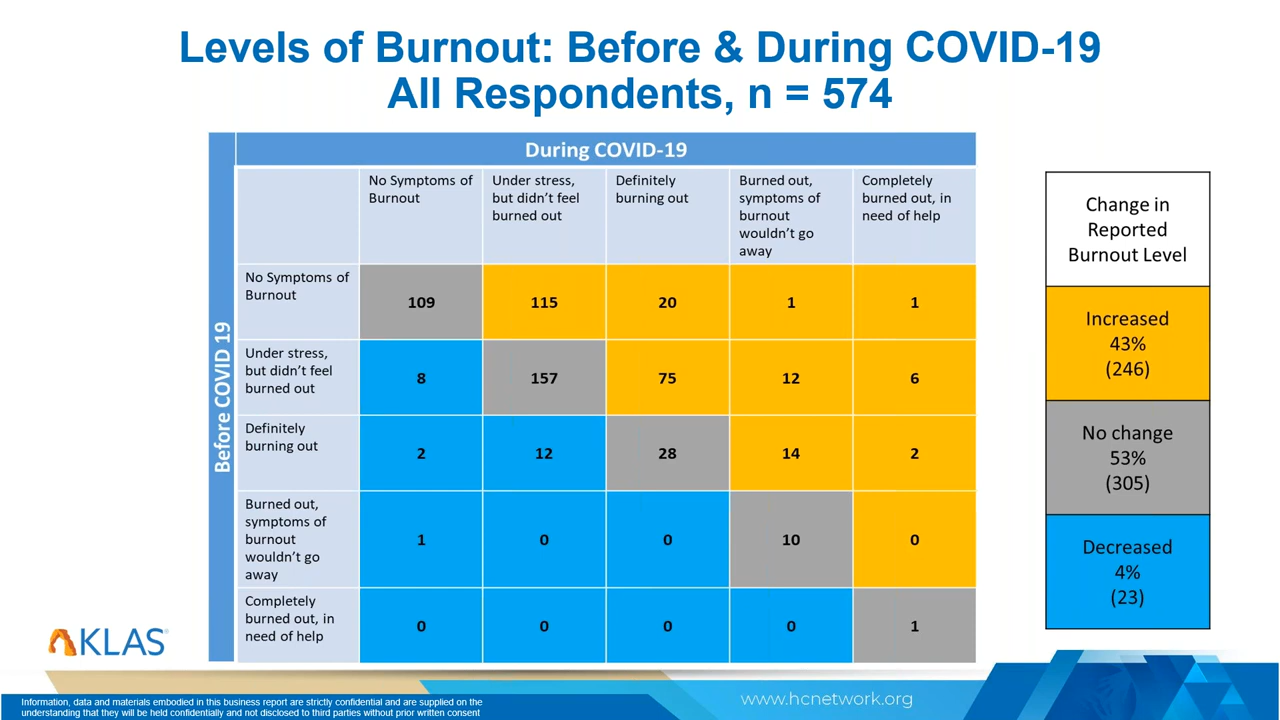 Levels of Burnout: Before & During COVID-19
All Respondents, n = 574
During COVID-19
Before COVID 19
No Symptoms of
Burnout
Under stress,
but didn’t feel
burned out
Definitely
burning out
Burned out,
symptoms of
burnout
wouldn’t go
away
Completely
burned out, in
need of help
No Symptoms of
Burnout
109
115
20
1
1
Under stress,
but didn’t feel
burned out
8
157
75
12
6
Definitely
burning out
2
12
28
14
2
Burned out,
symptoms of
burnout
wouldn’t go
away
1
0
0
10
0
Completely
burned out, in
need of help
0
0
0
0
1
Change in
Reported
Burnout Level
Increased
43%
(246)
No change
53%
(305)
Decreased
4%
(23)
KLAS
Information, data and materials embodied in this business report are strictly confidential and are supplied on the
understanding that they will be held confidentially and not disclosed to third parties without prior written consent
www.hcnetwork.org